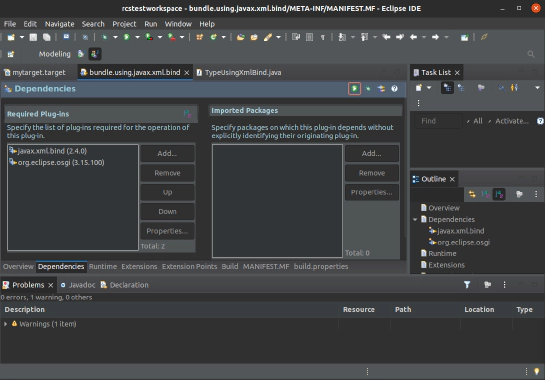 rcstestworkspace - bundle.using.javax.xml.bind/META-INF/MANIFEST.MF - Eclipse IDE
File Edit Navigate Search Project Run Window Help
Modeling
mytarget.target bundle.using.javax.xml.bind TypeUsingXmlBind.java
Task List
Dependencies
Find All Activate...
Required Plug-ins
Imported Packages
Specify the list of plug-ins required for the operation of
this plug-in.
Specify packages on which this plug-in depends without
explicitly identifying their originating plug-in.
javax.xml.bind (2.4.0)
org.eclipse.osgi (3.15.100)
Add...
Remove
Up
Down
Properties...
Total: 2
Add...
Remove
Properties...
Total: 0
Outline
Overview
Dependencies
javax.xml.bind
org.eclipse.osgi
Runtime
Extensions
Overview Dependencies Runtime Extensions Extension Points Build MANIFEST.MF build.properties
Problems Javadoc Declaration
0 errors, 1 warning, 0 others
Description Resource Path Location Type
Warnings (1 item)